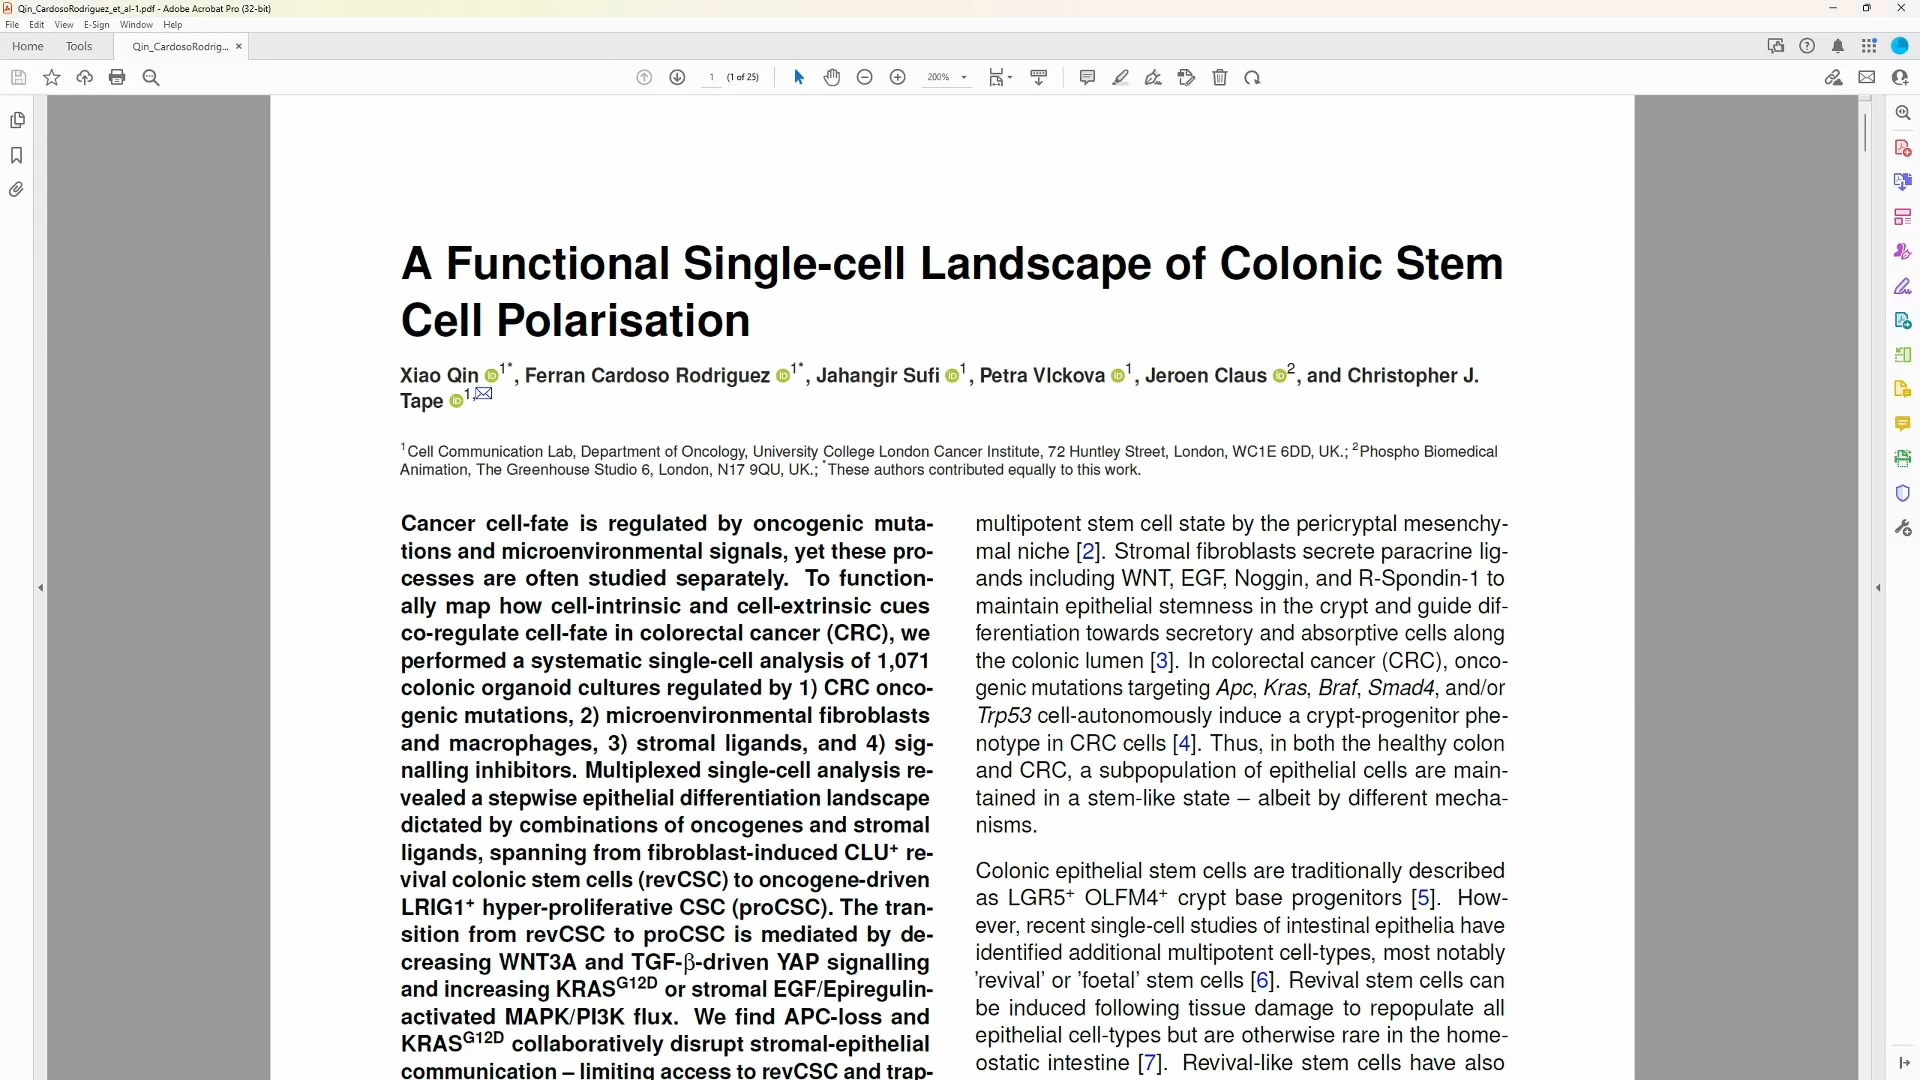 Qin_CardosoRodriguez_et_al-1.pdf - Adobe Acrobat Pro (32-bit)
File Edit View E-Sign Window Help
Home Tools Qin_CardosoRodrig... ×
1 (1 of 25) 200%
A Functional Single-cell Landscape of Colonic Stem
Cell Polarisation
Xiao Qin iD 1*, Ferran Cardoso Rodriguez iD 1*, Jahangir Sufi iD 1, Petra Vlckova iD 1, Jeroen Claus iD 2, and Christopher J.
Tape iD 1,✉
1Cell Communication Lab, Department of Oncology, University College London Cancer Institute, 72 Huntley Street, London, WC1E 6DD, UK.; 2Phospho Biomedical
Animation, The Greenhouse Studio 6, London, N17 9QU, UK.; *These authors contributed equally to this work.
Cancer cell-fate is regulated by oncogenic muta-
tions and microenvironmental signals, yet these pro-
cesses are often studied separately. To function-
ally map how cell-intrinsic and cell-extrinsic cues
co-regulate cell-fate in colorectal cancer (CRC), we
performed a systematic single-cell analysis of 1,071
colonic organoid cultures regulated by 1) CRC onco-
genic mutations, 2) microenvironmental fibroblasts
and macrophages, 3) stromal ligands, and 4) sig-
nalling inhibitors. Multiplexed single-cell analysis re-
vealed a stepwise epithelial differentiation landscape
dictated by combinations of oncogenes and stromal
ligands, spanning from fibroblast-induced CLU⁺ re-
vival colonic stem cells (revCSC) to oncogene-driven
LRIG1⁺ hyper-proliferative CSC (proCSC). The tran-
sition from revCSC to proCSC is mediated by de-
creasing WNT3A and TGF-β-driven YAP signalling
and increasing KRASG12D or stromal EGF/Epiregulin-
activated MAPK/PI3K flux. We find APC-loss and
KRASG12D collaboratively disrupt stromal-epithelial
communication – limiting access to revCSC and trap-
multipotent stem cell state by the pericryptal mesenchy-
mal niche [2]. Stromal fibroblasts secrete paracrine lig-
ands including WNT, EGF, Noggin, and R-Spondin-1 to
maintain epithelial stemness in the crypt and guide dif-
ferentiation towards secretory and absorptive cells along
the colonic lumen [3]. In colorectal cancer (CRC), onco-
genic mutations targeting Apc, Kras, Braf, Smad4, and/or
Trp53 cell-autonomously induce a crypt-progenitor phe-
notype in CRC cells [4]. Thus, in both the healthy colon
and CRC, a subpopulation of epithelial cells are main-
tained in a stem-like state – albeit by different mecha-
nisms.
Colonic epithelial stem cells are traditionally described
as LGR5⁺ OLFM4⁺ crypt base progenitors [5]. How-
ever, recent single-cell studies of intestinal epithelia have
identified additional multipotent cell-types, most notably
'revival' or 'foetal' stem cells [6]. Revival stem cells can
be induced following tissue damage to repopulate all
epithelial cell-types but are otherwise rare in the home-
ostatic intestine [7]. Revival-like stem cells have also